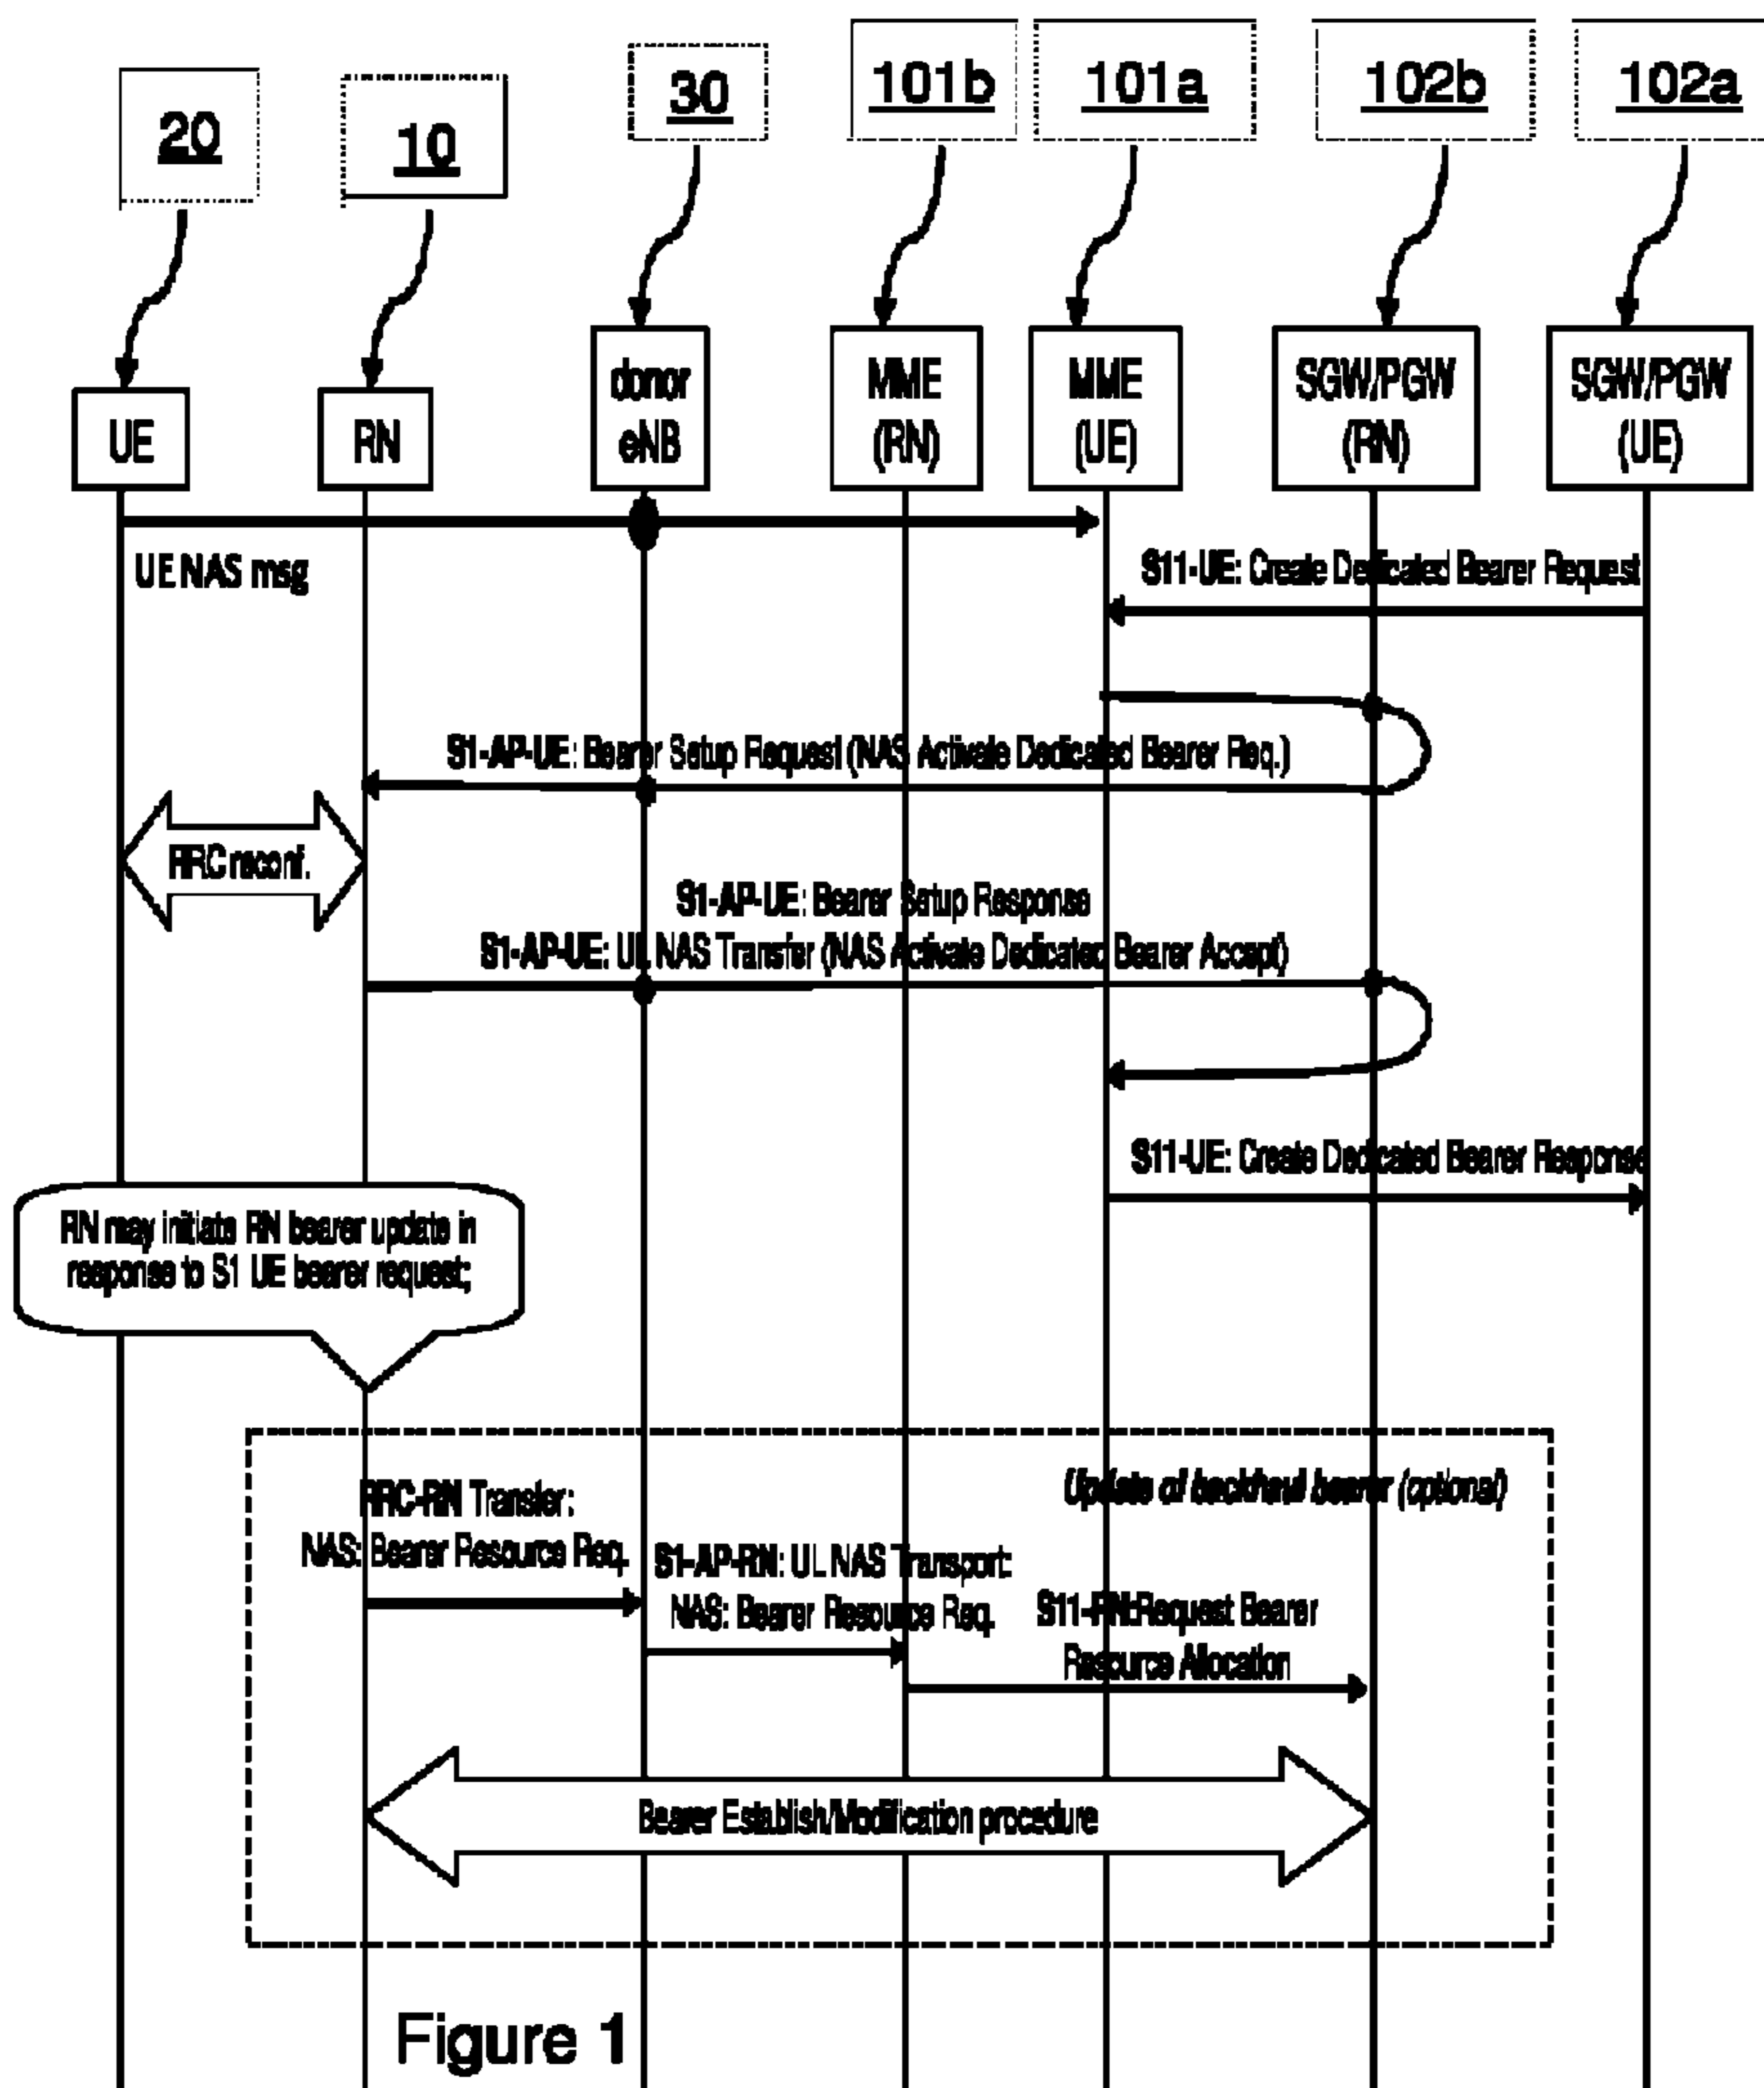 20
10
30
101b
101a
102b
102a
UE
RN
donor
eNB
MME
(RN)
MME
(UE)
SGW/PGW
(RN)
SGW/PGW
(UE)
UE NAS msg
S11-UE: Create Dedicated Bearer Request
S1-AP-UE: Bearer Setup Request (NAS Activate Dedicated Bearer Req.)
RRC reconf.
S1-AP-UE: Bearer Setup Response
S1-AP-UE: UL NAS Transfer (NAS Activate Dedicated Bearer Accept)
S11-UE: Create Dedicated Bearer Response
RN may initiate RN bearer update in
response to S1 UE bearer request;
RRC-RN Transfer:
NAS: Bearer Resource Req.
Update of backhaul bearer (optional)
S1-AP-RN: UL NAS Transport:
NAS: Bearer Resource Req.
S11-RN:Request Bearer
Resource Allocation
Bearer Establish/Modification procedure
Figure 1